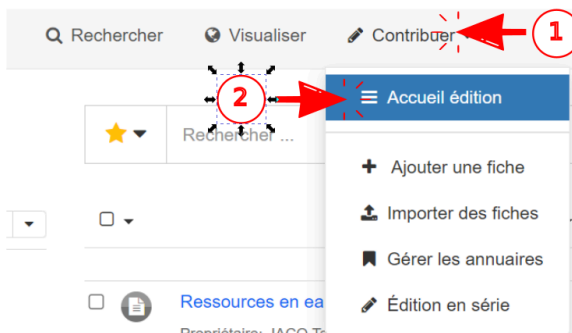 Rechercher Visualiser Contribuer 1
2 Accueil édition
Rechercher ...
Ajouter une fiche
Importer des fiches
Gérer les annuaires
Ressources en ea
Édition en série